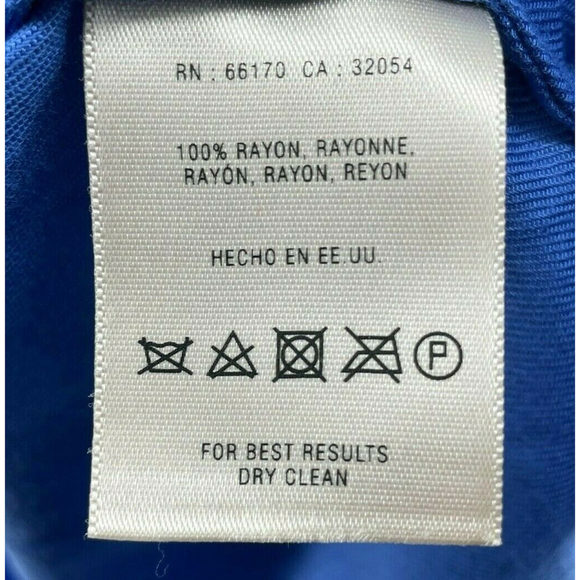 RN : 66170 CA : 32054
100% RAYON, RAYONNE,
RAYÓN, RAYON, REYON
HECHO EN EE.UU.
P
FOR BEST RESULTS
DRY CLEAN